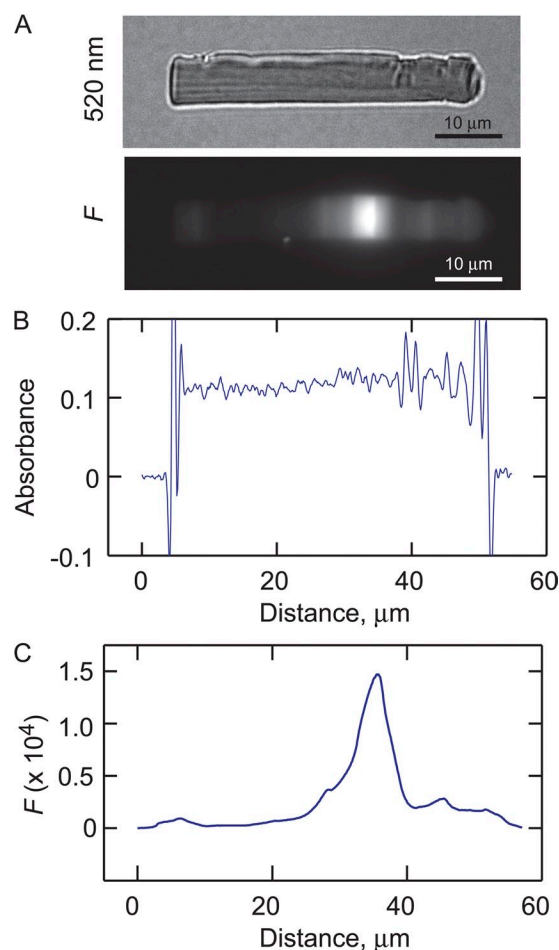 A
520 nm
10 μm
F
10 μm
B
0.2
0.1
0
-0.1
Absorbance
0 20 40 60
Distance, μm
C
1.5
1.0
0.5
0
F (x 10⁴)
0 20 40 60
Distance, μm